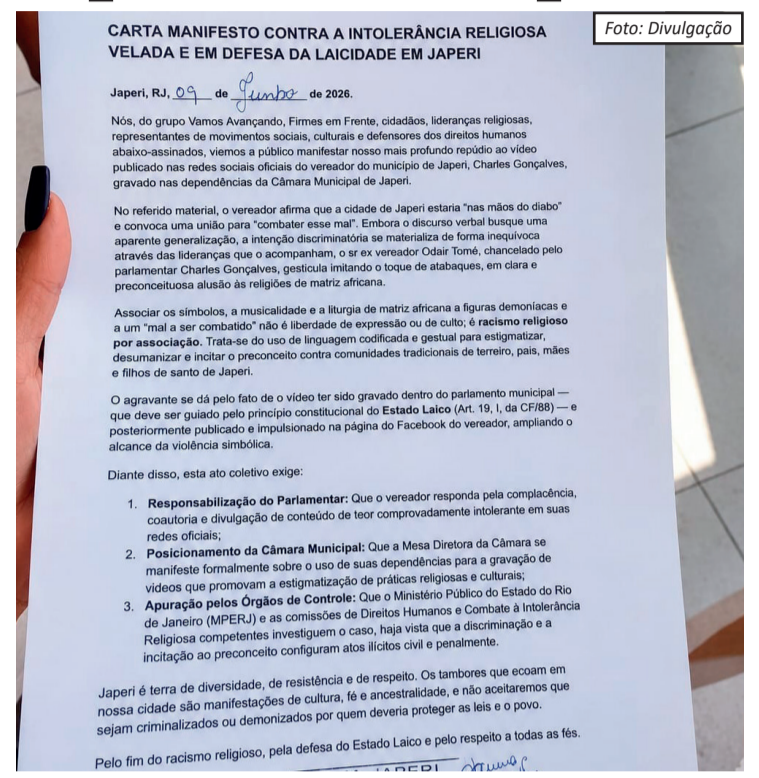 Foto: Divulgação
CARTA MANIFESTO CONTRA A INTOLERÂNCIA RELIGIOSA
VELADA E EM DEFESA DA LAICIDADE EM JAPERI
Japeri, RJ, 09 de Junho de 2026.
Nós, do grupo Vamos Avançando, Firmes em Frente, cidadãos, lideranças religiosas,
representantes de movimentos sociais, culturais e defensores dos direitos humanos
abaixo-assinados, viemos a público manifestar nosso mais profundo repúdio ao vídeo
publicado nas redes sociais oficiais do vereador do município de Japeri, Charles Gonçalves,
gravado nas dependências da Câmara Municipal de Japeri.
No referido material, o vereador afirma que a cidade de Japeri estaria "nas mãos do diabo"
e convoca uma união para "combater esse mal". Embora o discurso verbal busque uma
aparente generalização, a intenção discriminatória se materializa de forma inequívoca
através das lideranças que o acompanham, o sr ex vereador Odair Tomé, chancelado pelo
parlamentar Charles Gonçalves, gesticula imitando o toque de atabaques, em clara e
preconceituosa alusão às religiões de matriz africana.
Associar os símbolos, a musicalidade e a liturgia de matriz africana a figuras demoníacas e
a um "mal a ser combatido" não é liberdade de expressão ou de culto; é racismo religioso
por associação. Trata-se do uso de linguagem codificada e gestual para estigmatizar,
desumanizar e incitar o preconceito contra comunidades tradicionais de terreiro, pais, mães
e filhos de santo de Japeri.
O agravante se dá pelo fato de o vídeo ter sido gravado dentro do parlamento municipal —
que deve ser guiado pelo princípio constitucional do Estado Laico (Art. 19, I, da CF/88) — e
posteriormente publicado e impulsionado na página do Facebook do vereador, ampliando o
alcance da violência simbólica.
Diante disso, esta ato coletivo exige:
1. Responsabilização do Parlamentar: Que o vereador responda pela complacência,
coautoria e divulgação de conteúdo de teor comprovadamente intolerante em suas
redes oficiais;
2. Posicionamento da Câmara Municipal: Que a Mesa Diretora da Câmara se
manifeste formalmente sobre o uso de suas dependências para a gravação de
vídeos que promovam a estigmatização de práticas religiosas e culturais;
3. Apuração pelos Órgãos de Controle: Que o Ministério Público do Estado do Rio
de Janeiro (MPERJ) e as comissões de Direitos Humanos e Combate à Intolerância
Religiosa competentes investiguem o caso, haja vista que a discriminação e a
incitação ao preconceito configuram atos ilícitos civil e penalmente.
Japeri é terra de diversidade, de resistência e de respeito. Os tambores que ecoam em
nossa cidade são manifestações de cultura, fé e ancestralidade, e não aceitaremos que
sejam criminalizados ou demonizados por quem deveria proteger as leis e o povo.
Pelo fim do racismo religioso, pela defesa do Estado Laico e pelo respeito a todas as fés.